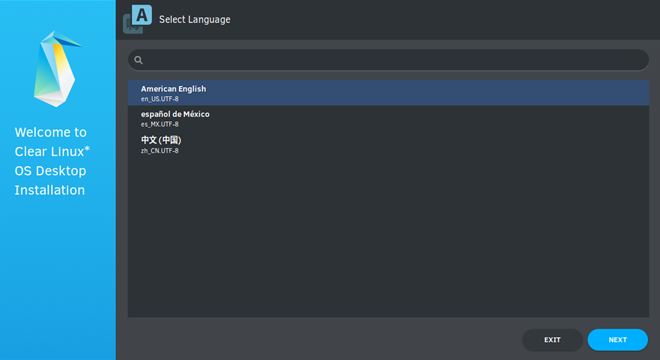 Select Language
Welcome to
Clear Linux*
OS Desktop
Installation
American English
en_US.UTF-8
español de México
es_MX.UTF-8
中文 (中国)
zh_CN.UTF-8
EXIT
NEXT